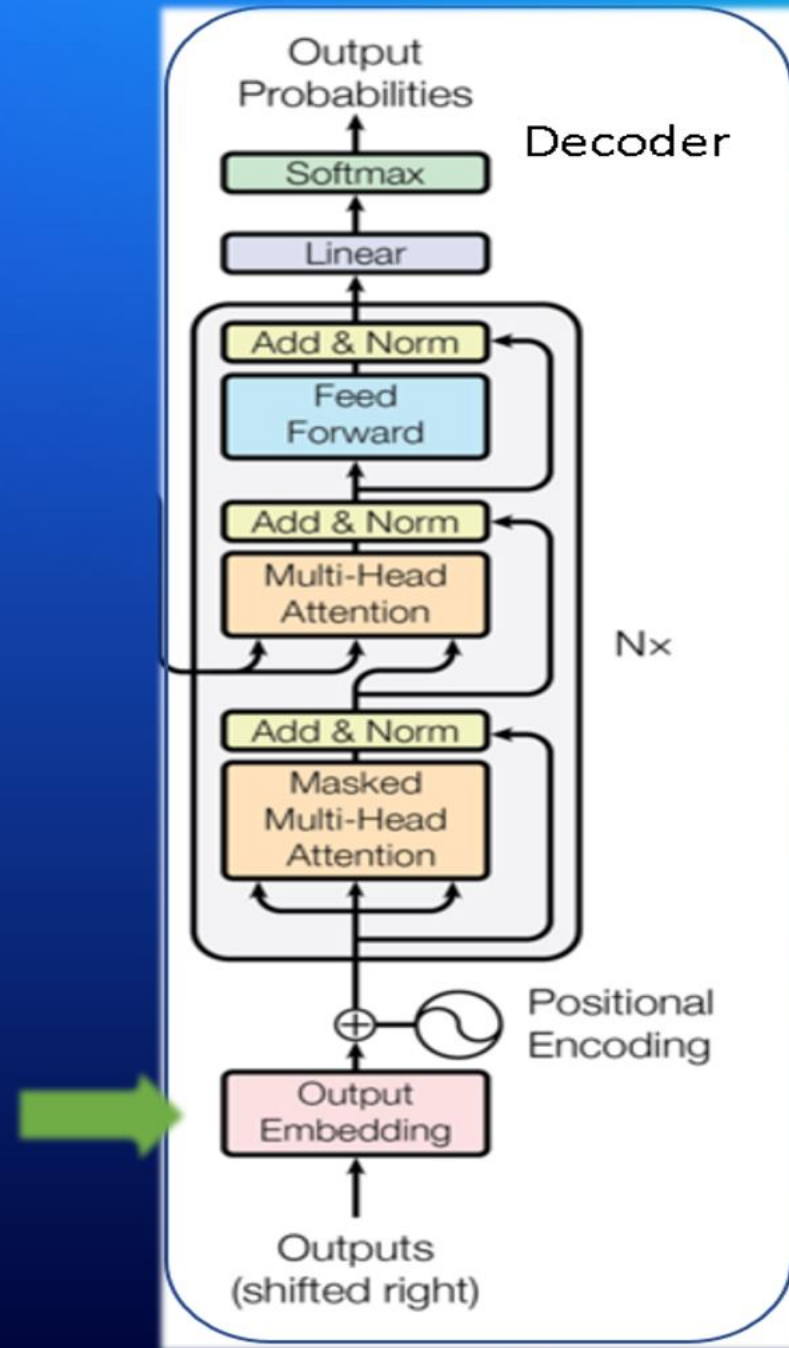 Output
Probabilities
Decoder
Softmax
Linear
Add & Norm
Feed
Forward
Add & Norm
Multi-Head
Attention
Nx
Add & Norm
Masked
Multi-Head
Attention
Positional
Encoding
Output
Embedding
Outputs
(shifted right)